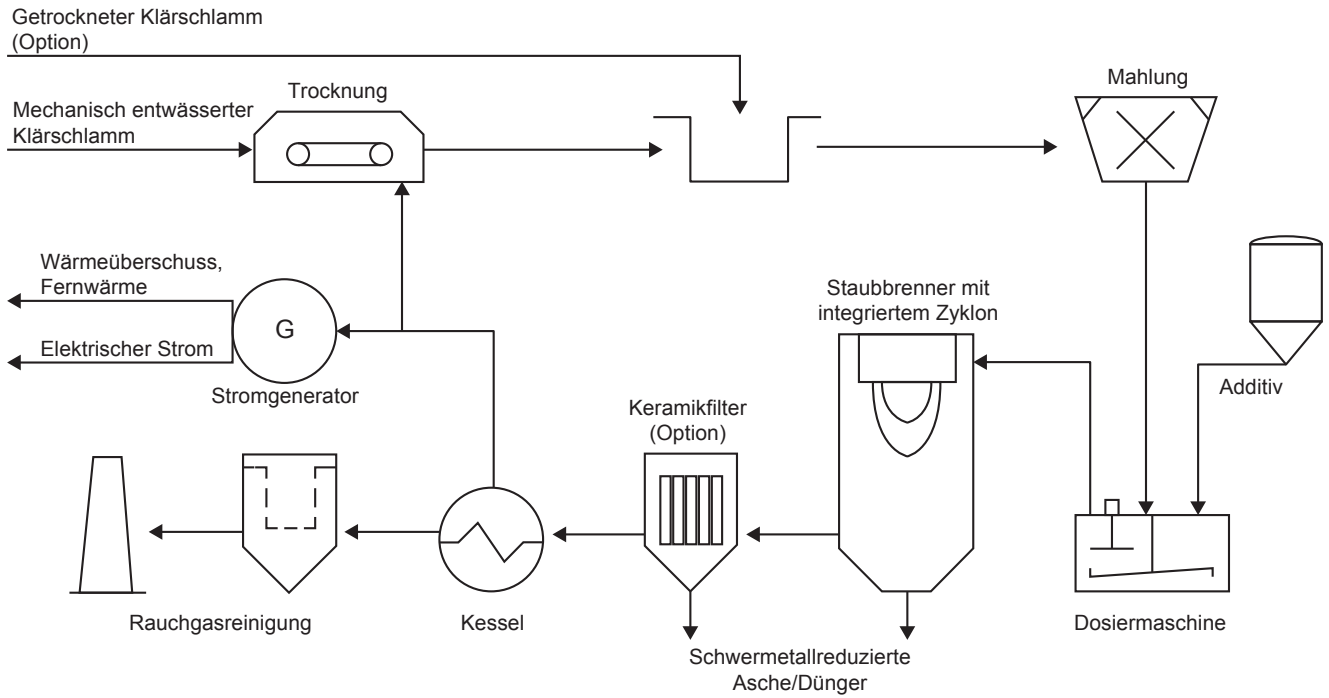 Getrockneter Klärschlamm
(Option)
Mechanisch entwässerter
Klärschlamm
Trocknung
Mahlung
Wärmeüberschuss,
Fernwärme
Elektrischer Strom
G
Stromgenerator
Staubbrenner mit
integriertem Zyklon
Additiv
Keramikfilter
(Option)
Rauchgasreinigung
Kessel
Dosiermaschine
Schwermetallreduzierte
Asche/Dünger